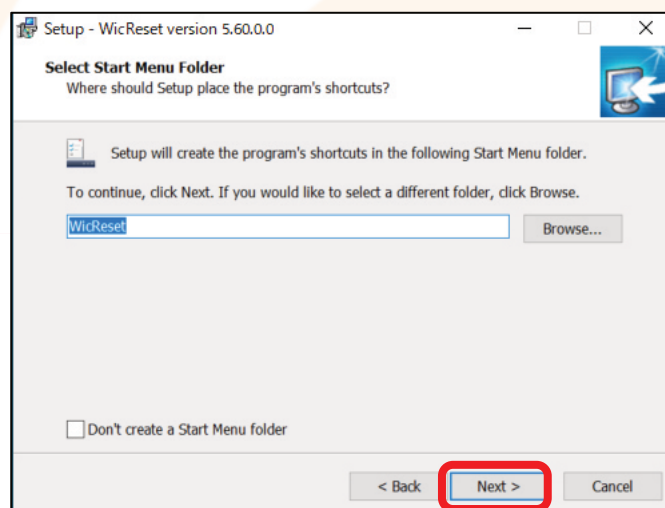 Setup - WicReset version 5.60.0.0
Select Start Menu Folder
Where should Setup place the program's shortcuts?
Setup will create the program's shortcuts in the following Start Menu folder.
To continue, click Next. If you would like to select a different folder, click Browse.
WicReset
Browse...
Don't create a Start Menu folder
< Back
Next >
Cancel